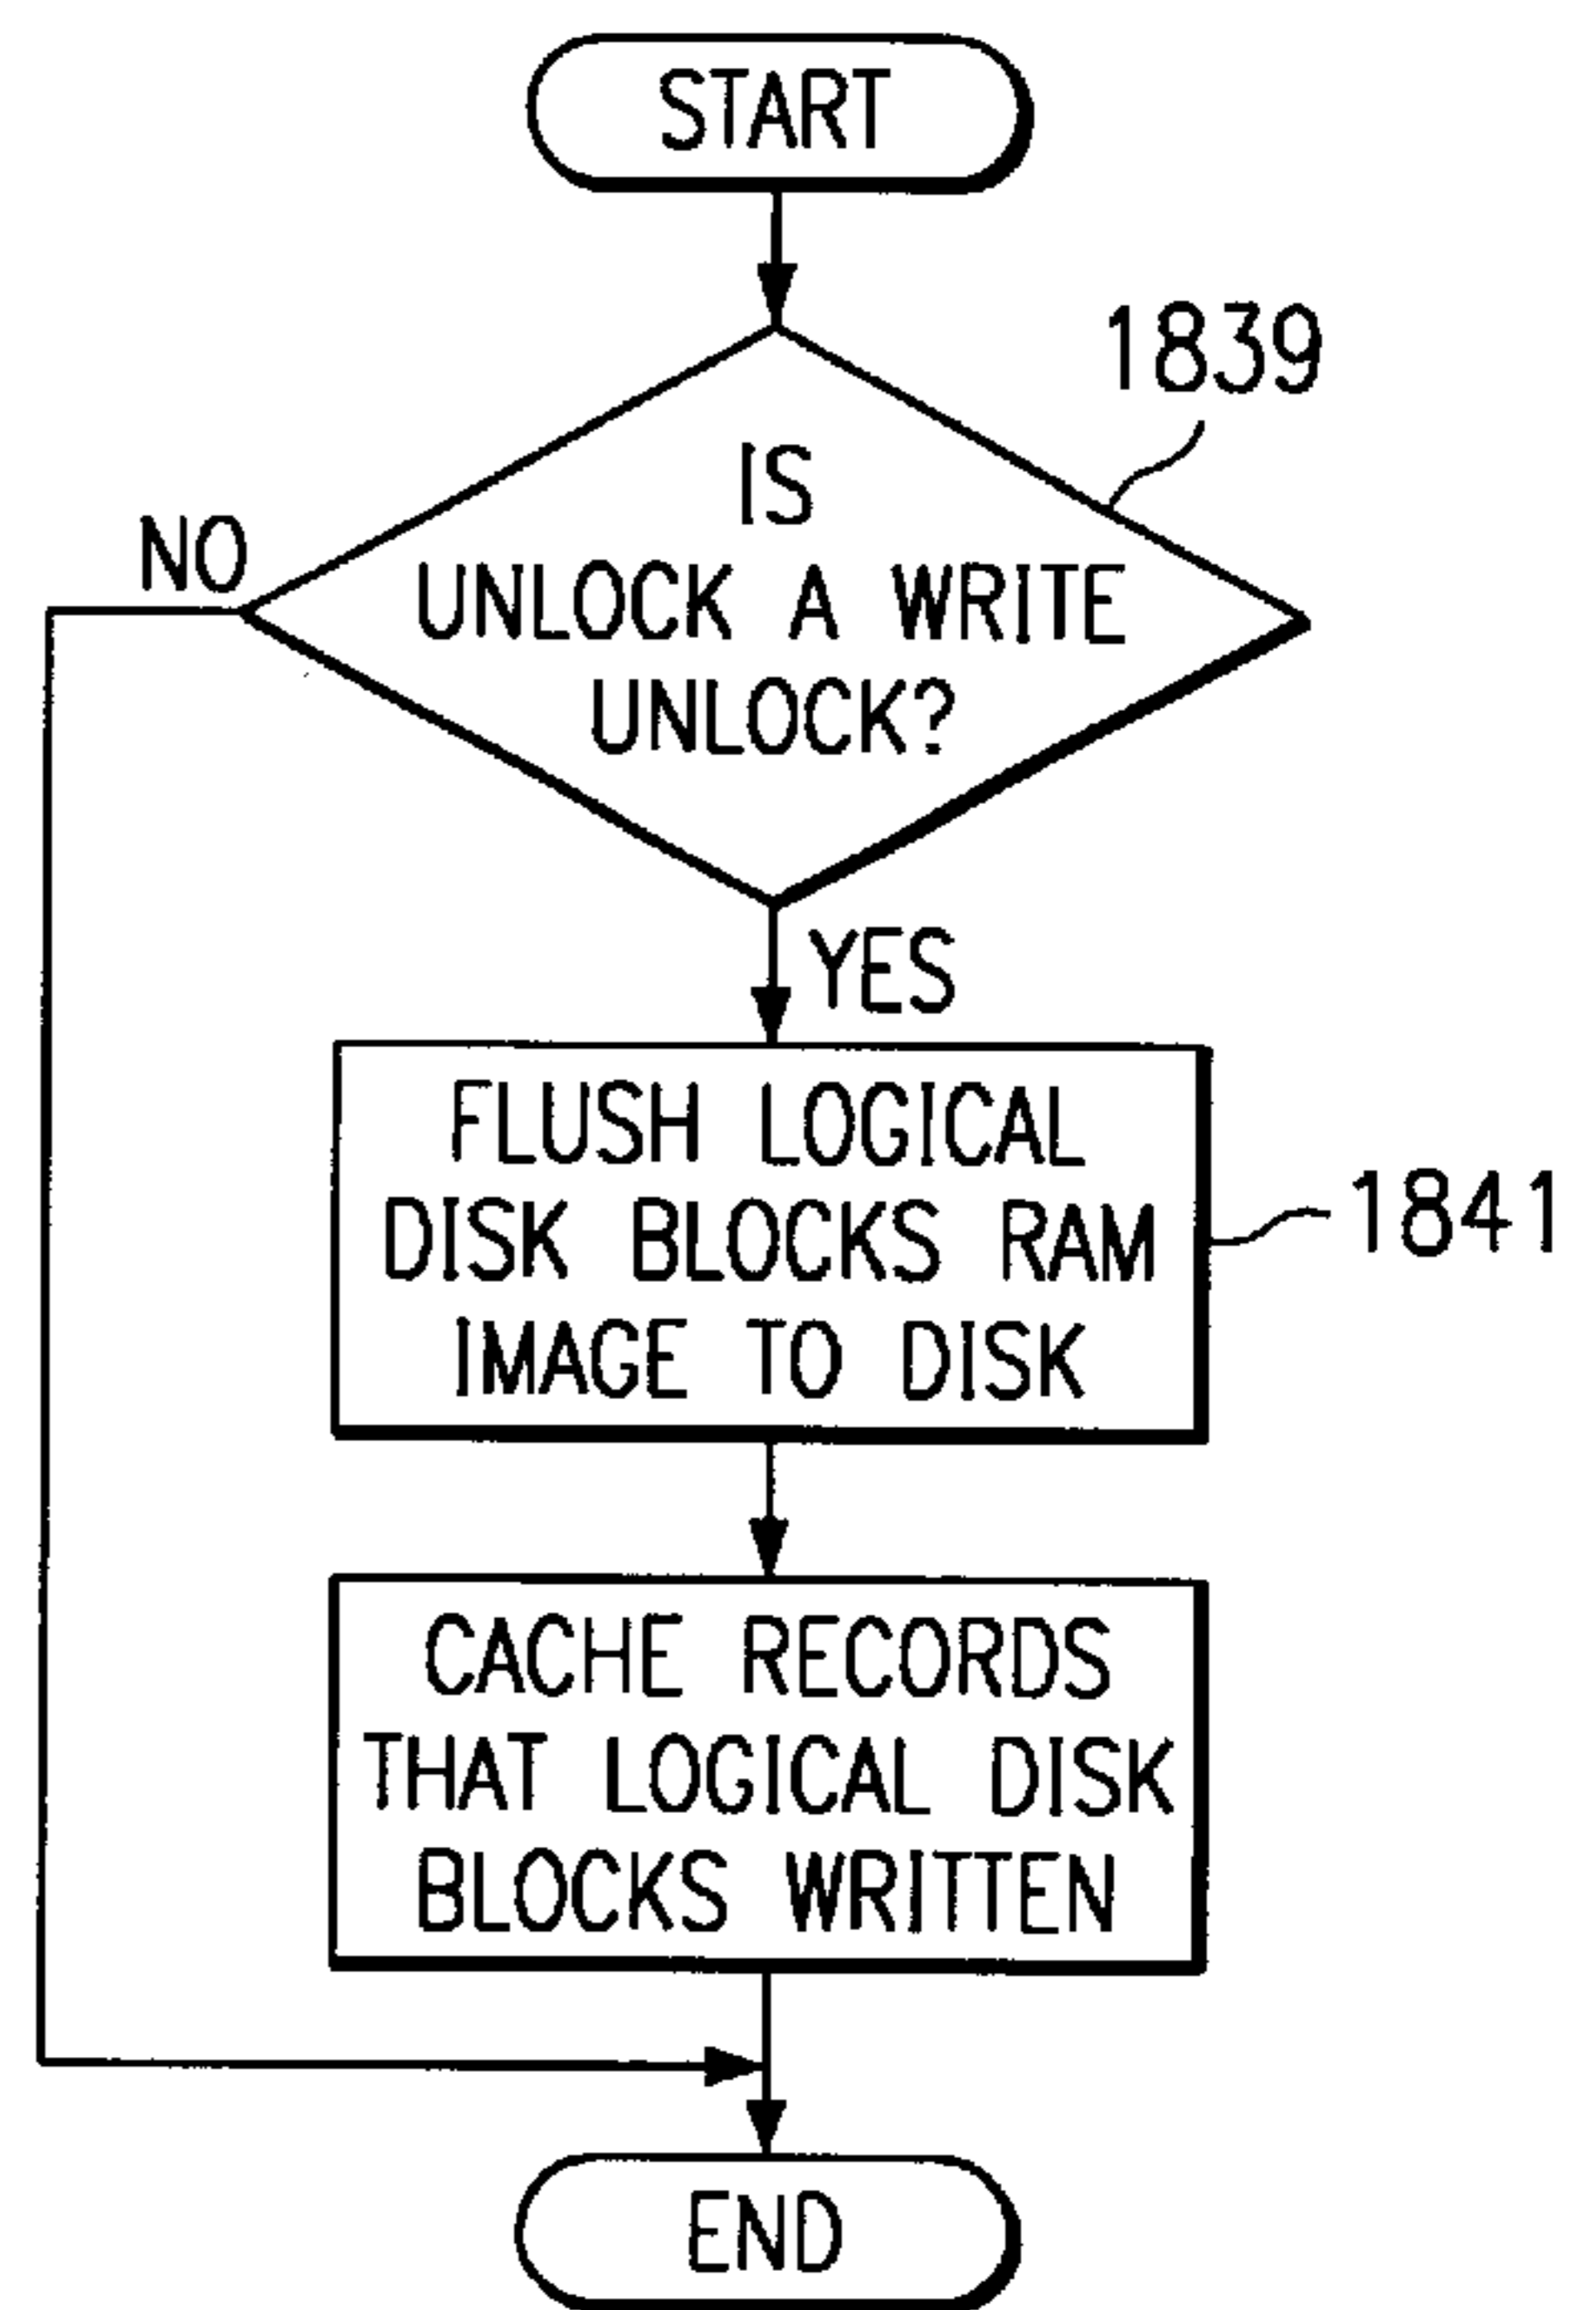 START
1839
IS
UNLOCK A WRITE
UNLOCK?
NO
YES
FLUSH LOGICAL
DISK BLOCKS RAM
IMAGE TO DISK
1841
CACHE RECORDS
THAT LOGICAL DISK
BLOCKS WRITTEN
END